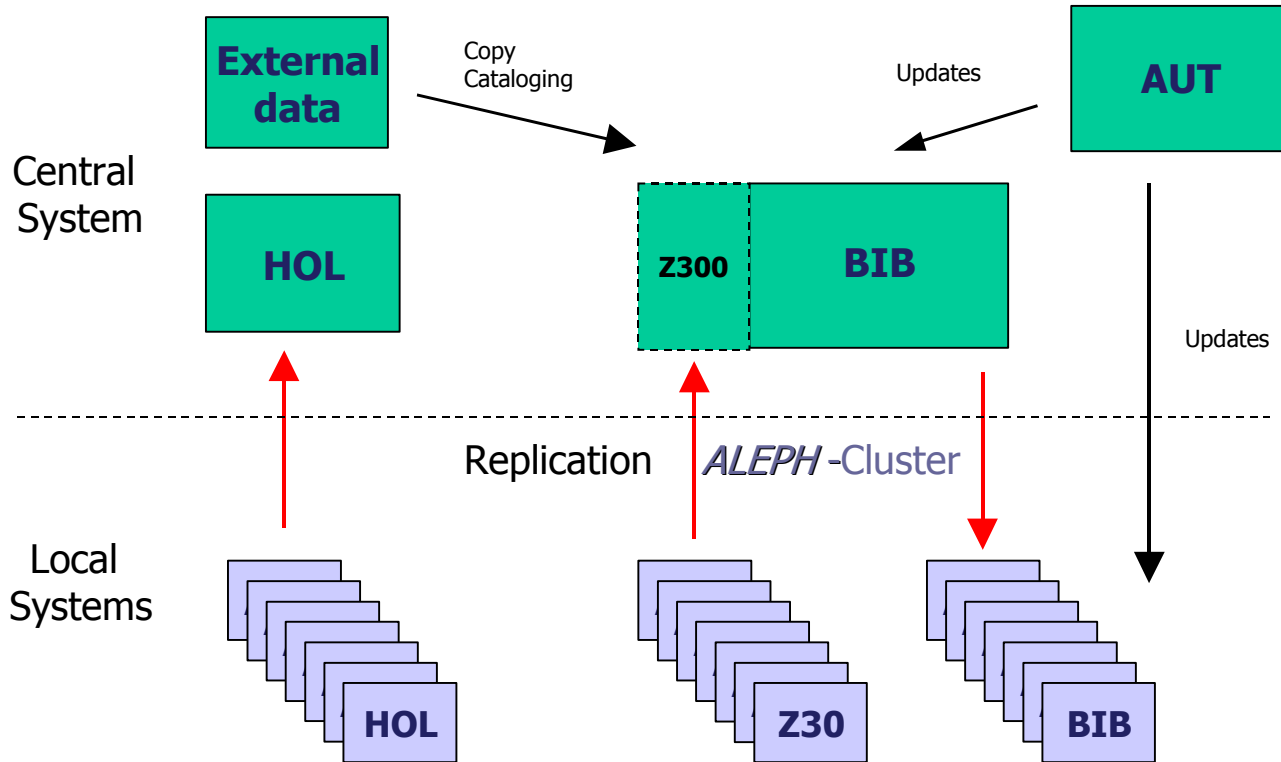 External
data
Copy
Cataloging
Updates
AUT
Central
System
HOL
Z300
BIB
Updates
Replication ALEPH -Cluster
Local
Systems
HOL
Z30
BIB